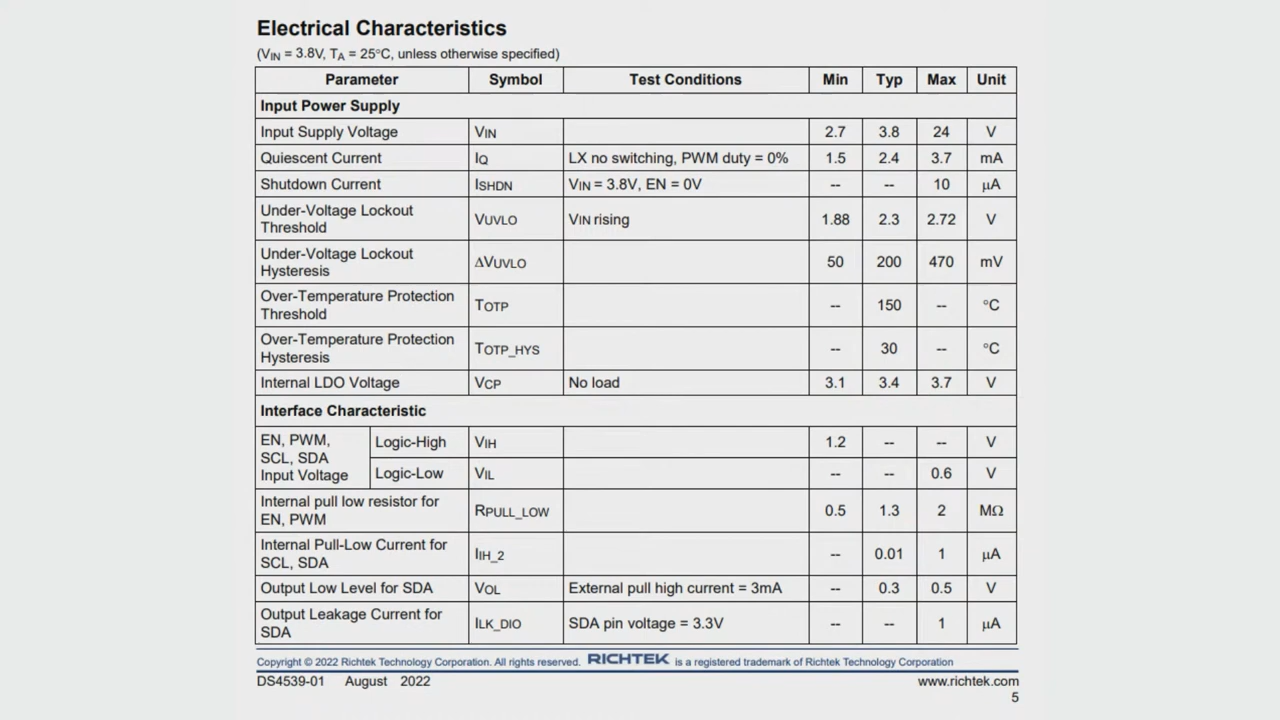 Electrical Characteristics
(VIN = 3.8V, TA = 25°C, unless otherwise specified)
Parameter Symbol Test Conditions Min Typ Max Unit
Input Power Supply
Input Supply Voltage VIN 2.7 3.8 24 V
Quiescent Current IQ LX no switching, PWM duty = 0% 1.5 2.4 3.7 mA
Shutdown Current ISHDN VIN = 3.8V, EN = 0V -- -- 10 μA
Under-Voltage Lockout
Threshold VUVLO VIN rising 1.88 2.3 2.72 V
Under-Voltage Lockout
Hysteresis ΔVUVLO 50 200 470 mV
Over-Temperature Protection
Threshold TOTP -- 150 -- °C
Over-Temperature Protection
Hysteresis TOTP_HYS -- 30 -- °C
Internal LDO Voltage VCP No load 3.1 3.4 3.7 V
Interface Characteristic
EN, PWM,
SCL, SDA
Input Voltage
Logic-High VIH 1.2 -- -- V
Logic-Low VIL -- -- 0.6 V
Internal pull low resistor for
EN, PWM RPULL_LOW 0.5 1.3 2 MΩ
Internal Pull-Low Current for
SCL, SDA IIH_2 -- 0.01 1 μA
Output Low Level for SDA VOL External pull high current = 3mA -- 0.3 0.5 V
Output Leakage Current for
SDA ILK_DIO SDA pin voltage = 3.3V -- -- 1 μA
Copyright © 2022 Richtek Technology Corporation. All rights reserved. RICHTEK is a registered trademark of Richtek Technology Corporation
DS4539-01 August 2022 www.richtek.com
5